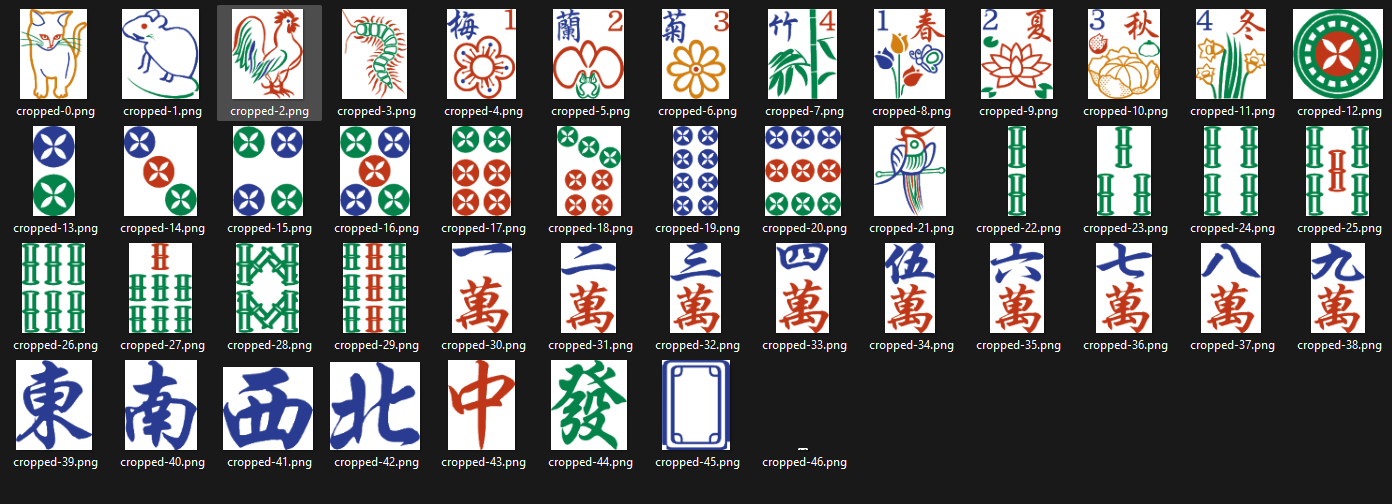 梅 1
蘭 2
菊 3
竹 4
1 春
2 夏
3 秋
4 冬
cropped-0.png cropped-1.png cropped-2.png cropped-3.png cropped-4.png cropped-5.png cropped-6.png cropped-7.png cropped-8.png cropped-9.png cropped-10.png cropped-11.png cropped-12.png
cropped-13.png cropped-14.png cropped-15.png cropped-16.png cropped-17.png cropped-18.png cropped-19.png cropped-20.png cropped-21.png cropped-22.png cropped-23.png cropped-24.png cropped-25.png
一萬
二萬
三萬
四萬
伍萬
六萬
七萬
八萬
九萬
cropped-26.png cropped-27.png cropped-28.png cropped-29.png cropped-30.png cropped-31.png cropped-32.png cropped-33.png cropped-34.png cropped-35.png cropped-36.png cropped-37.png cropped-38.png
東 南 西 北 中 發
cropped-39.png cropped-40.png cropped-41.png cropped-42.png cropped-43.png cropped-44.png cropped-45.png cropped-46.png